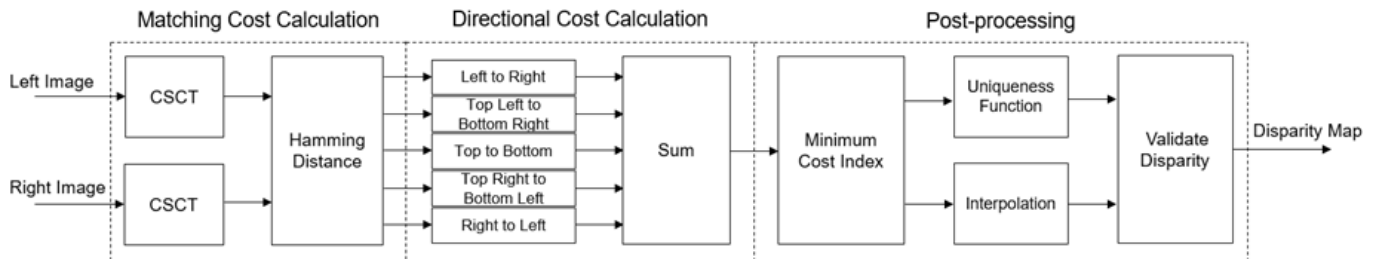 Matching Cost Calculation
Directional Cost Calculation
Post-processing
Left Image
Right Image
CSCT
CSCT
Hamming
Distance
Left to Right
Top Left to
Bottom Right
Top to Bottom
Top Right to
Bottom Left
Right to Left
Sum
Minimum
Cost Index
Uniqueness
Function
Interpolation
Validate
Disparity
Disparity Map